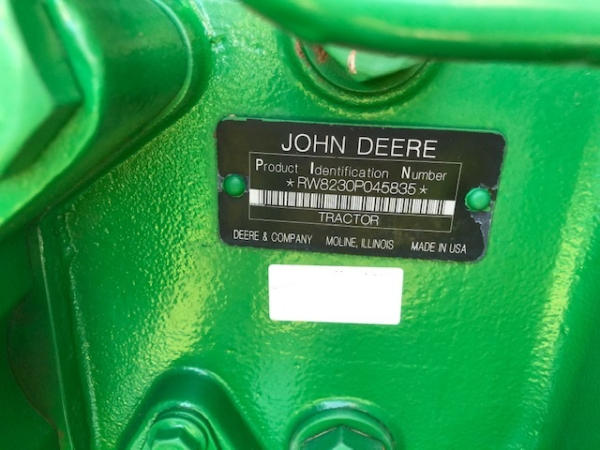 JOHN DEERE
Product Identification Number
*RW8230P045835*
TRACTOR
DEERE & COMPANY MOLINE, ILLINOIS MADE IN USA